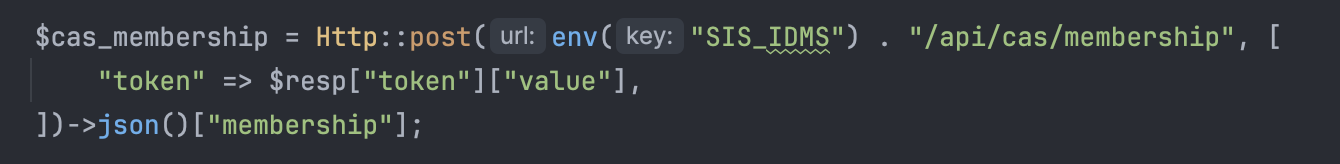 $cas_membership = Http::post( url: env( key: "SIS_IDMS") . "/api/cas/membership", [
    "token" => $resp["token"]["value"],
])->json()["membership"];